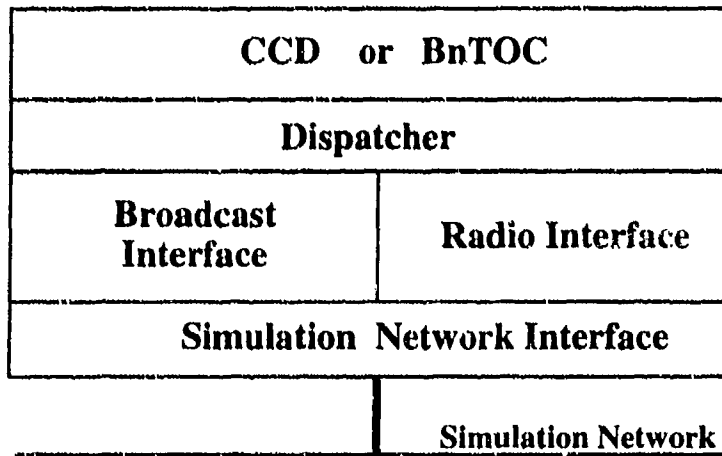 CCD or BnTOC
Dispatcher
Broadcast
Interface
Radio Interface
Simulation Network Interface
Simulation Network